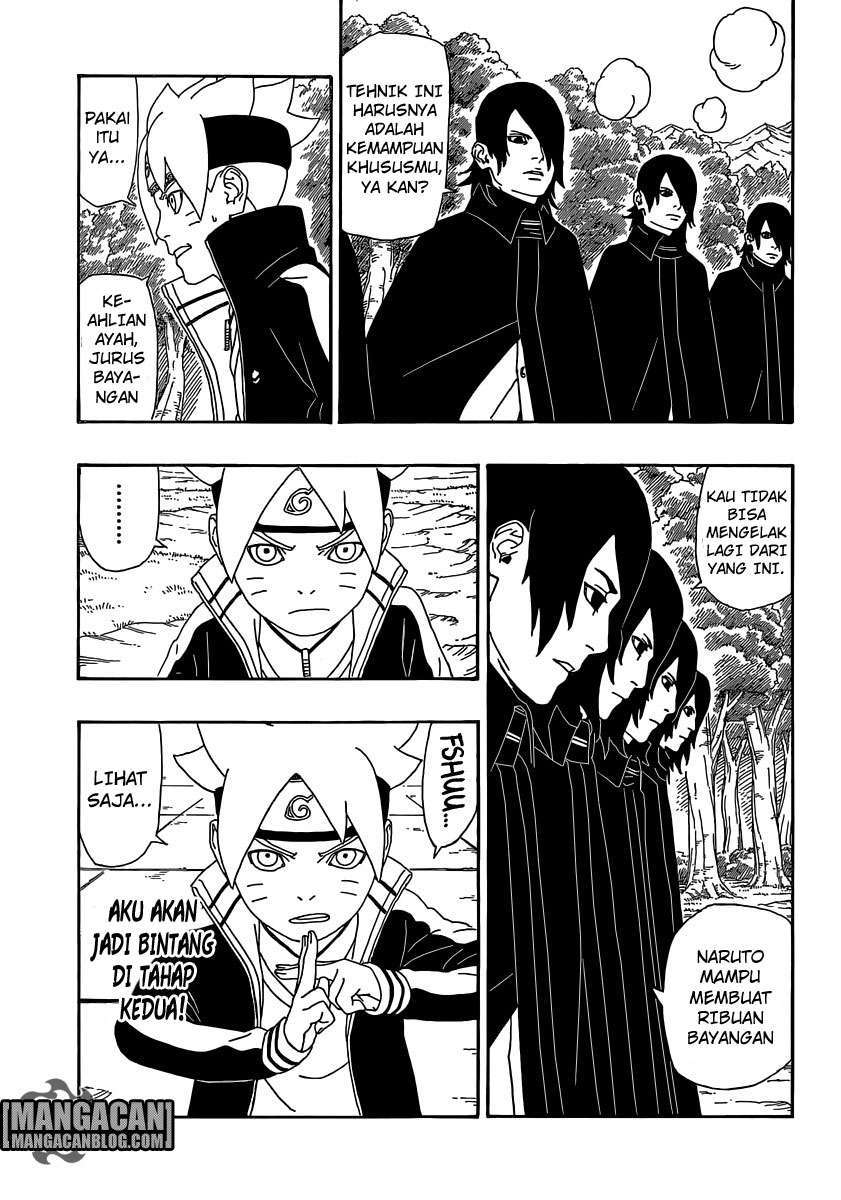 TEHNIK INI
HARUSNYA
ADALAH
KEMAMPUAN
KHUSUSMU,
YA KAN?
PAKAI
ITU
YA...
KE-
AHLIAN
AYAH,
JURUS
BAYA-
NGAN
KAU TIDAK
BISA
MENGELAK
LAGI DARI
YANG INI.
NARUTO
MAMPU
MEMBUAT
RIBUAN
BAYANGAN
.........
FSHUU...
LIHAT
SAJA...
AKU AKAN
JADI BINTANG
DI TAHAP
KEDUA!
[MANGACAN]
MANGACANBLOG.COM